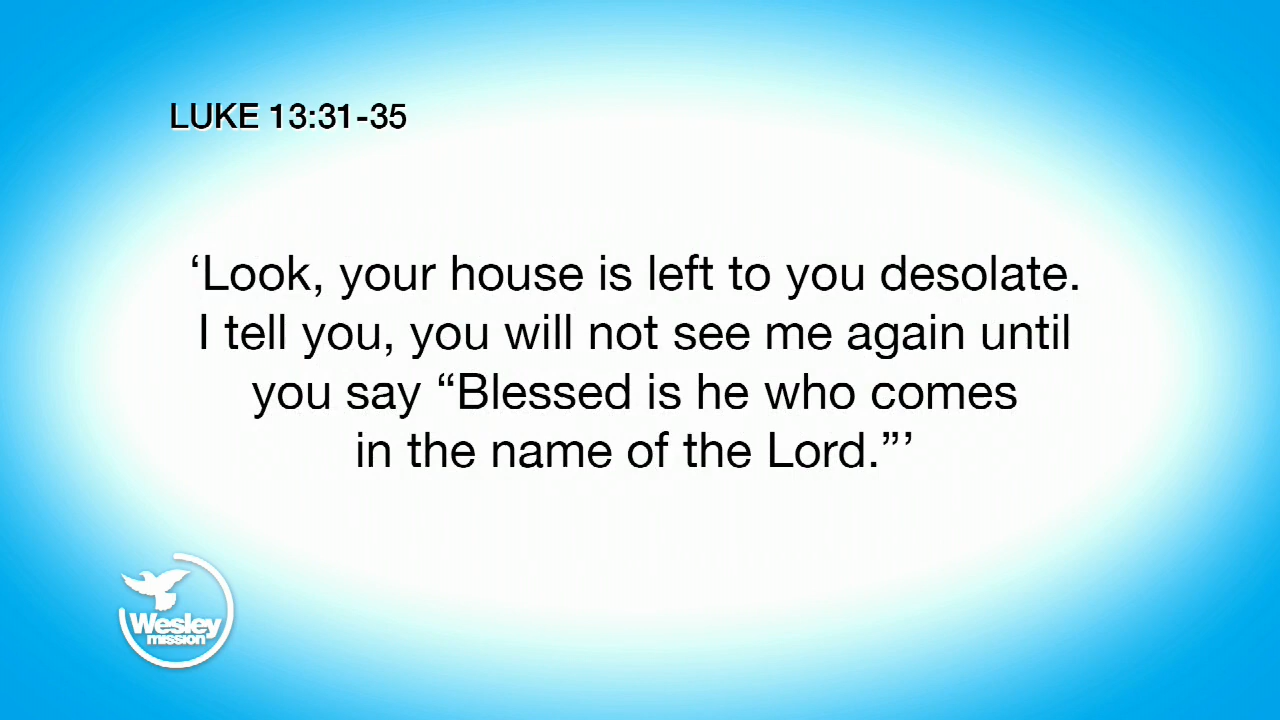 LUKE 13:31-35
‘Look, your house is left to you desolate.
I tell you, you will not see me again until
you say “Blessed is he who comes
in the name of the Lord.”’
Wesley
mission